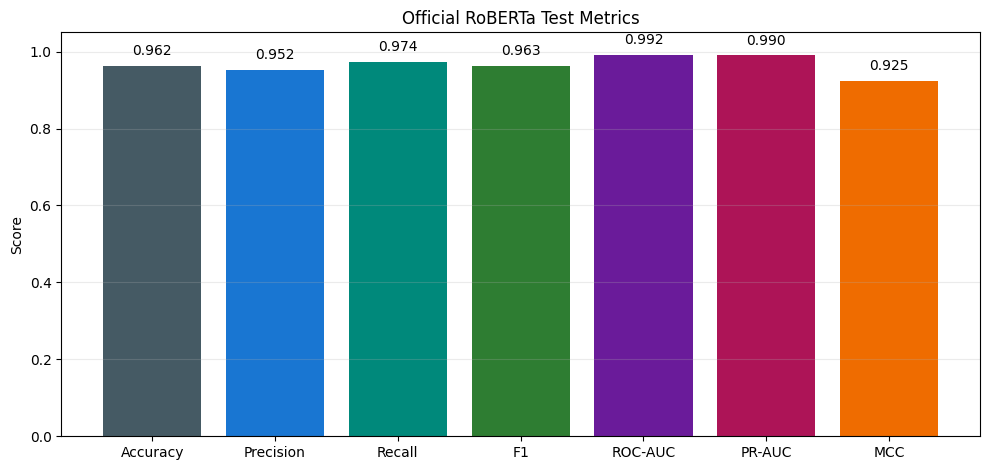 Official RoBERTa Test Metrics
0.962 0.952 0.974 0.963 0.992 0.990 0.925
Score
1.0
0.8
0.6
0.4
0.2
0.0
Accuracy Precision Recall F1 ROC-AUC PR-AUC MCC